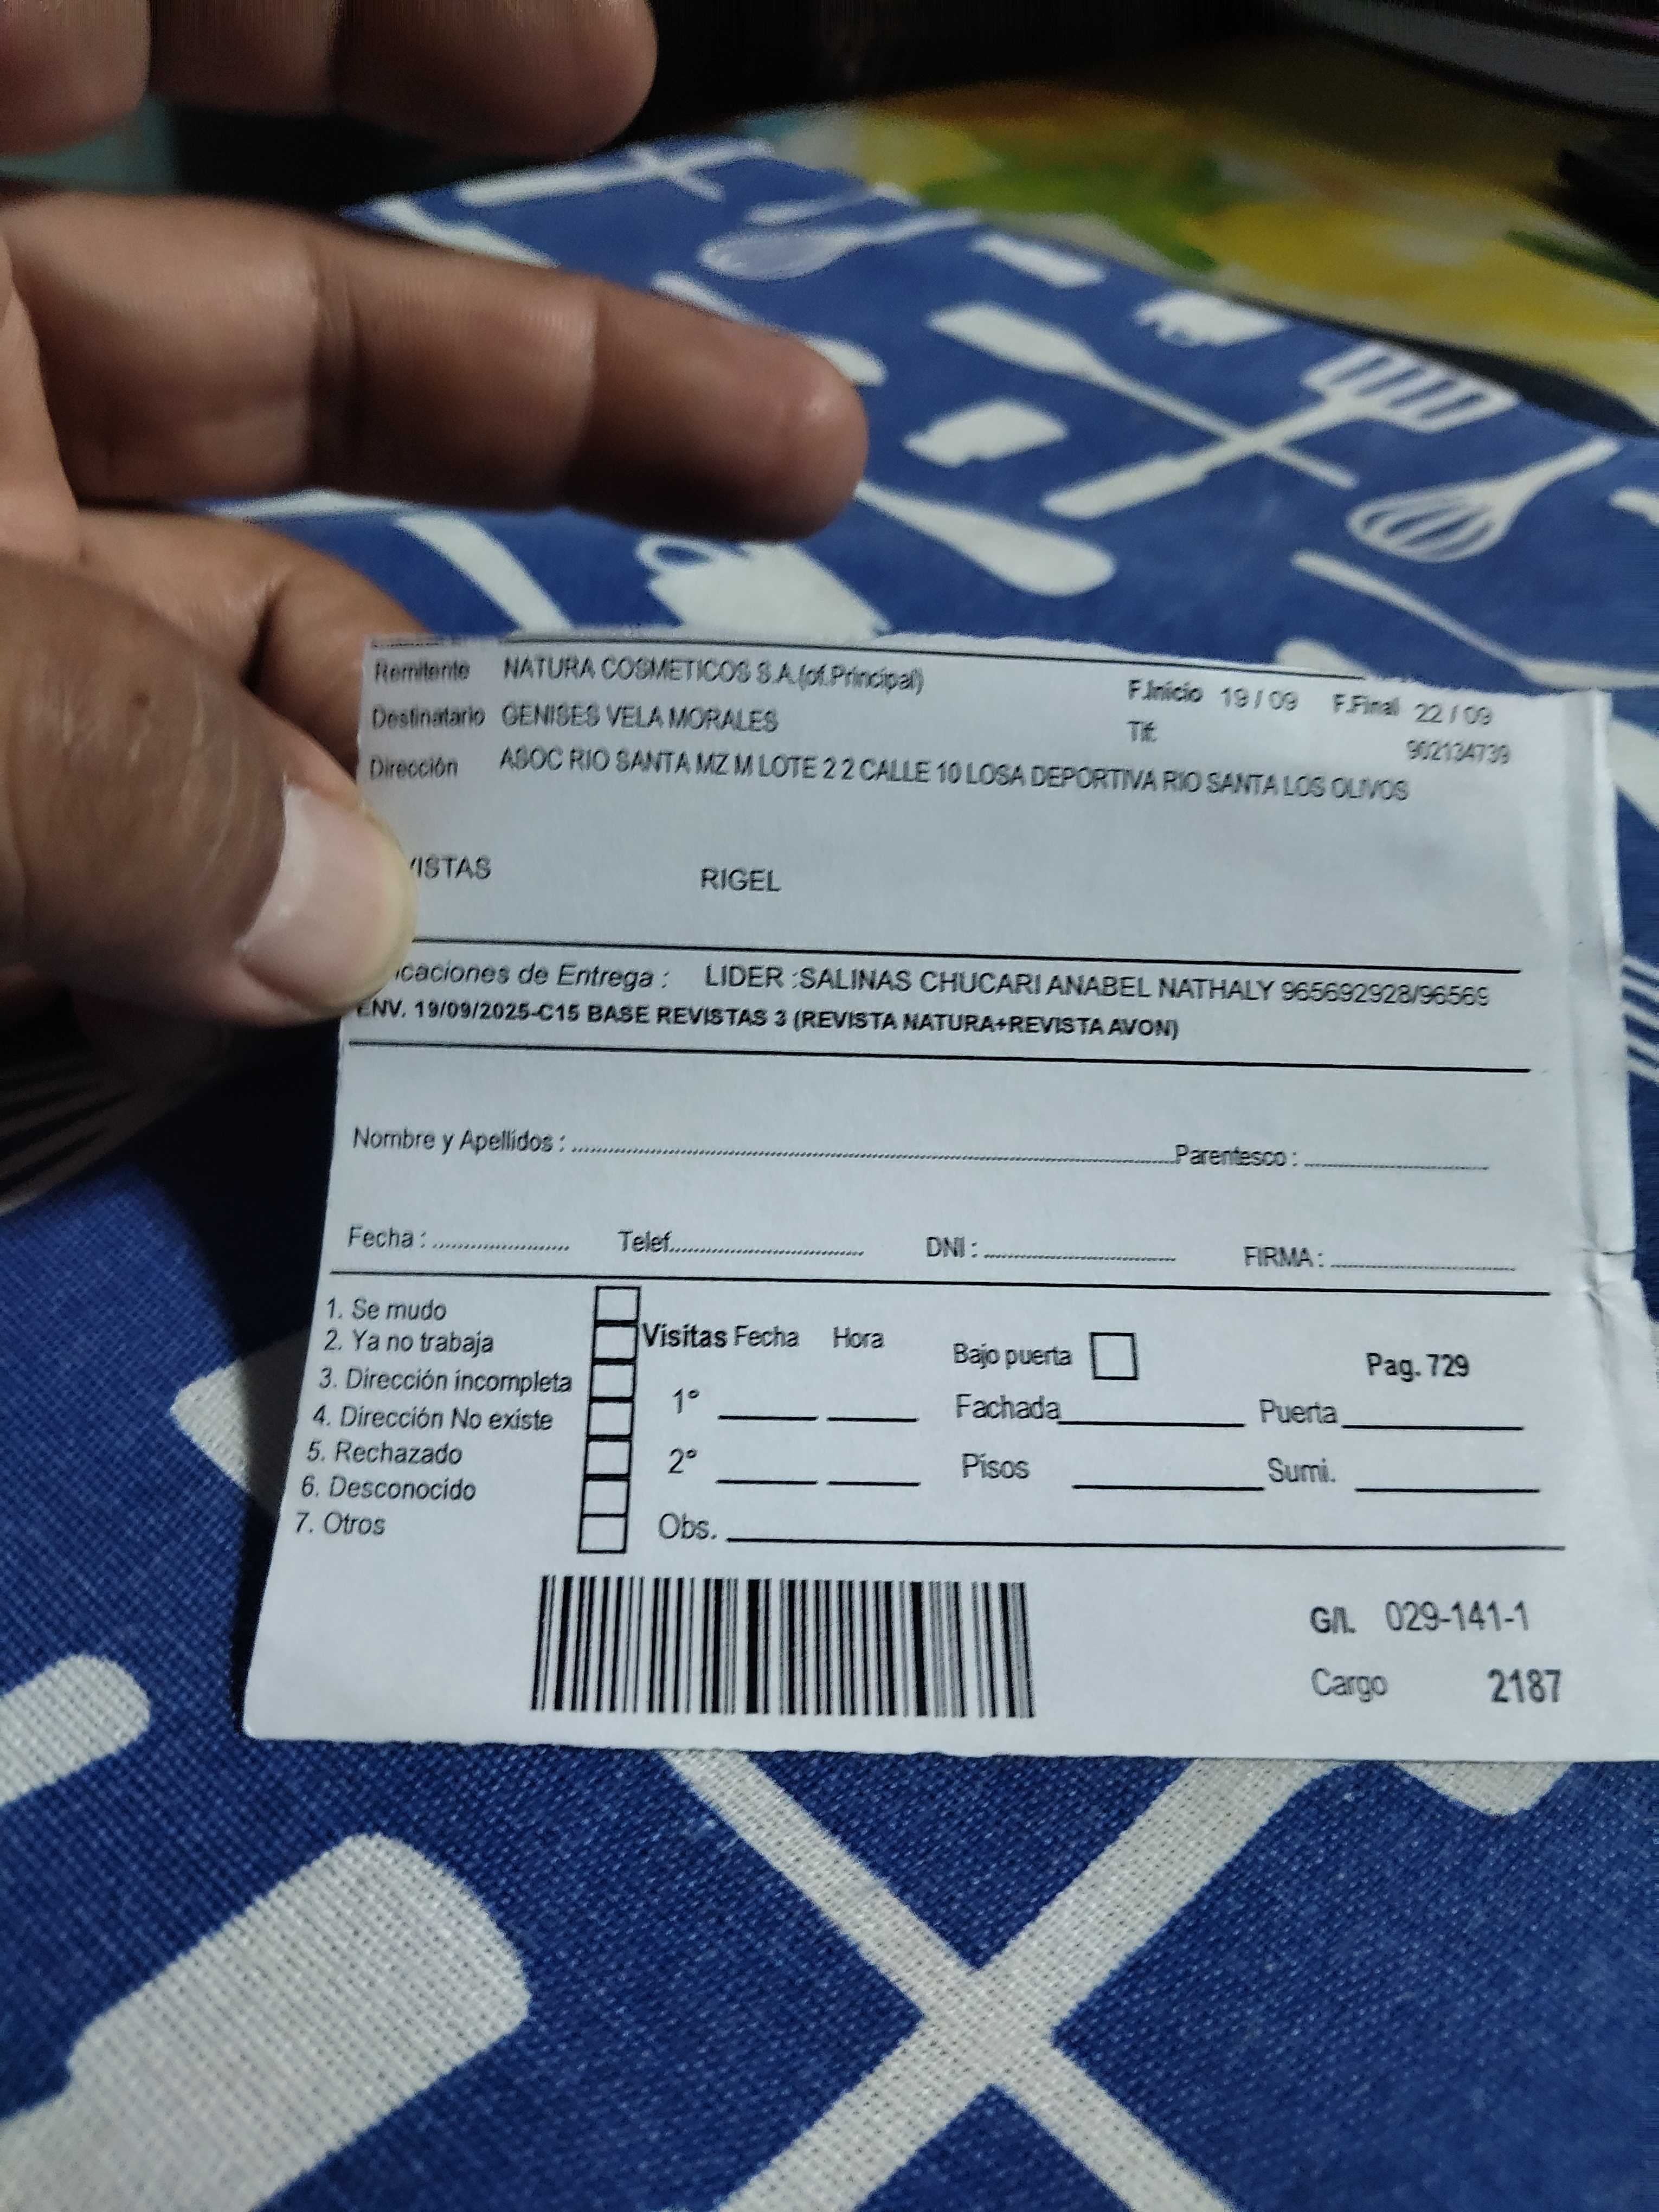 Remitente NATURA COSMETICOS S.A.(of.Principal) F.Inicio 19 / 09 F.Final 22 / 09
Destinatario GENISES VELA MORALES Tlf: 902134739
Dirección ASOC RIO SANTA MZ M LOTE 2 2 CALLE 10 LOSA DEPORTIVA RIO SANTA LOS OLIVOS
VISTAS RIGEL
icaciones de Entrega : LIDER :SALINAS CHUCARI ANABEL NATHALY 965692928/96569
ENV. 19/09/2025-C15 BASE REVISTAS 3 (REVISTA NATURA+REVISTA AVON)
Nombre y Apellidos : Parentesco :
Fecha : Telef. DNI : FIRMA :
1. Se mudo
2. Ya no trabaja Visitas Fecha Hora Bajo puerta Pag. 729
3. Dirección incompleta 1° Fachada Puerta
4. Dirección No existe
5. Rechazado 2° Pisos Sumi.
6. Desconocido
7. Otros Obs.
G/L 029-141-1
Cargo 2187